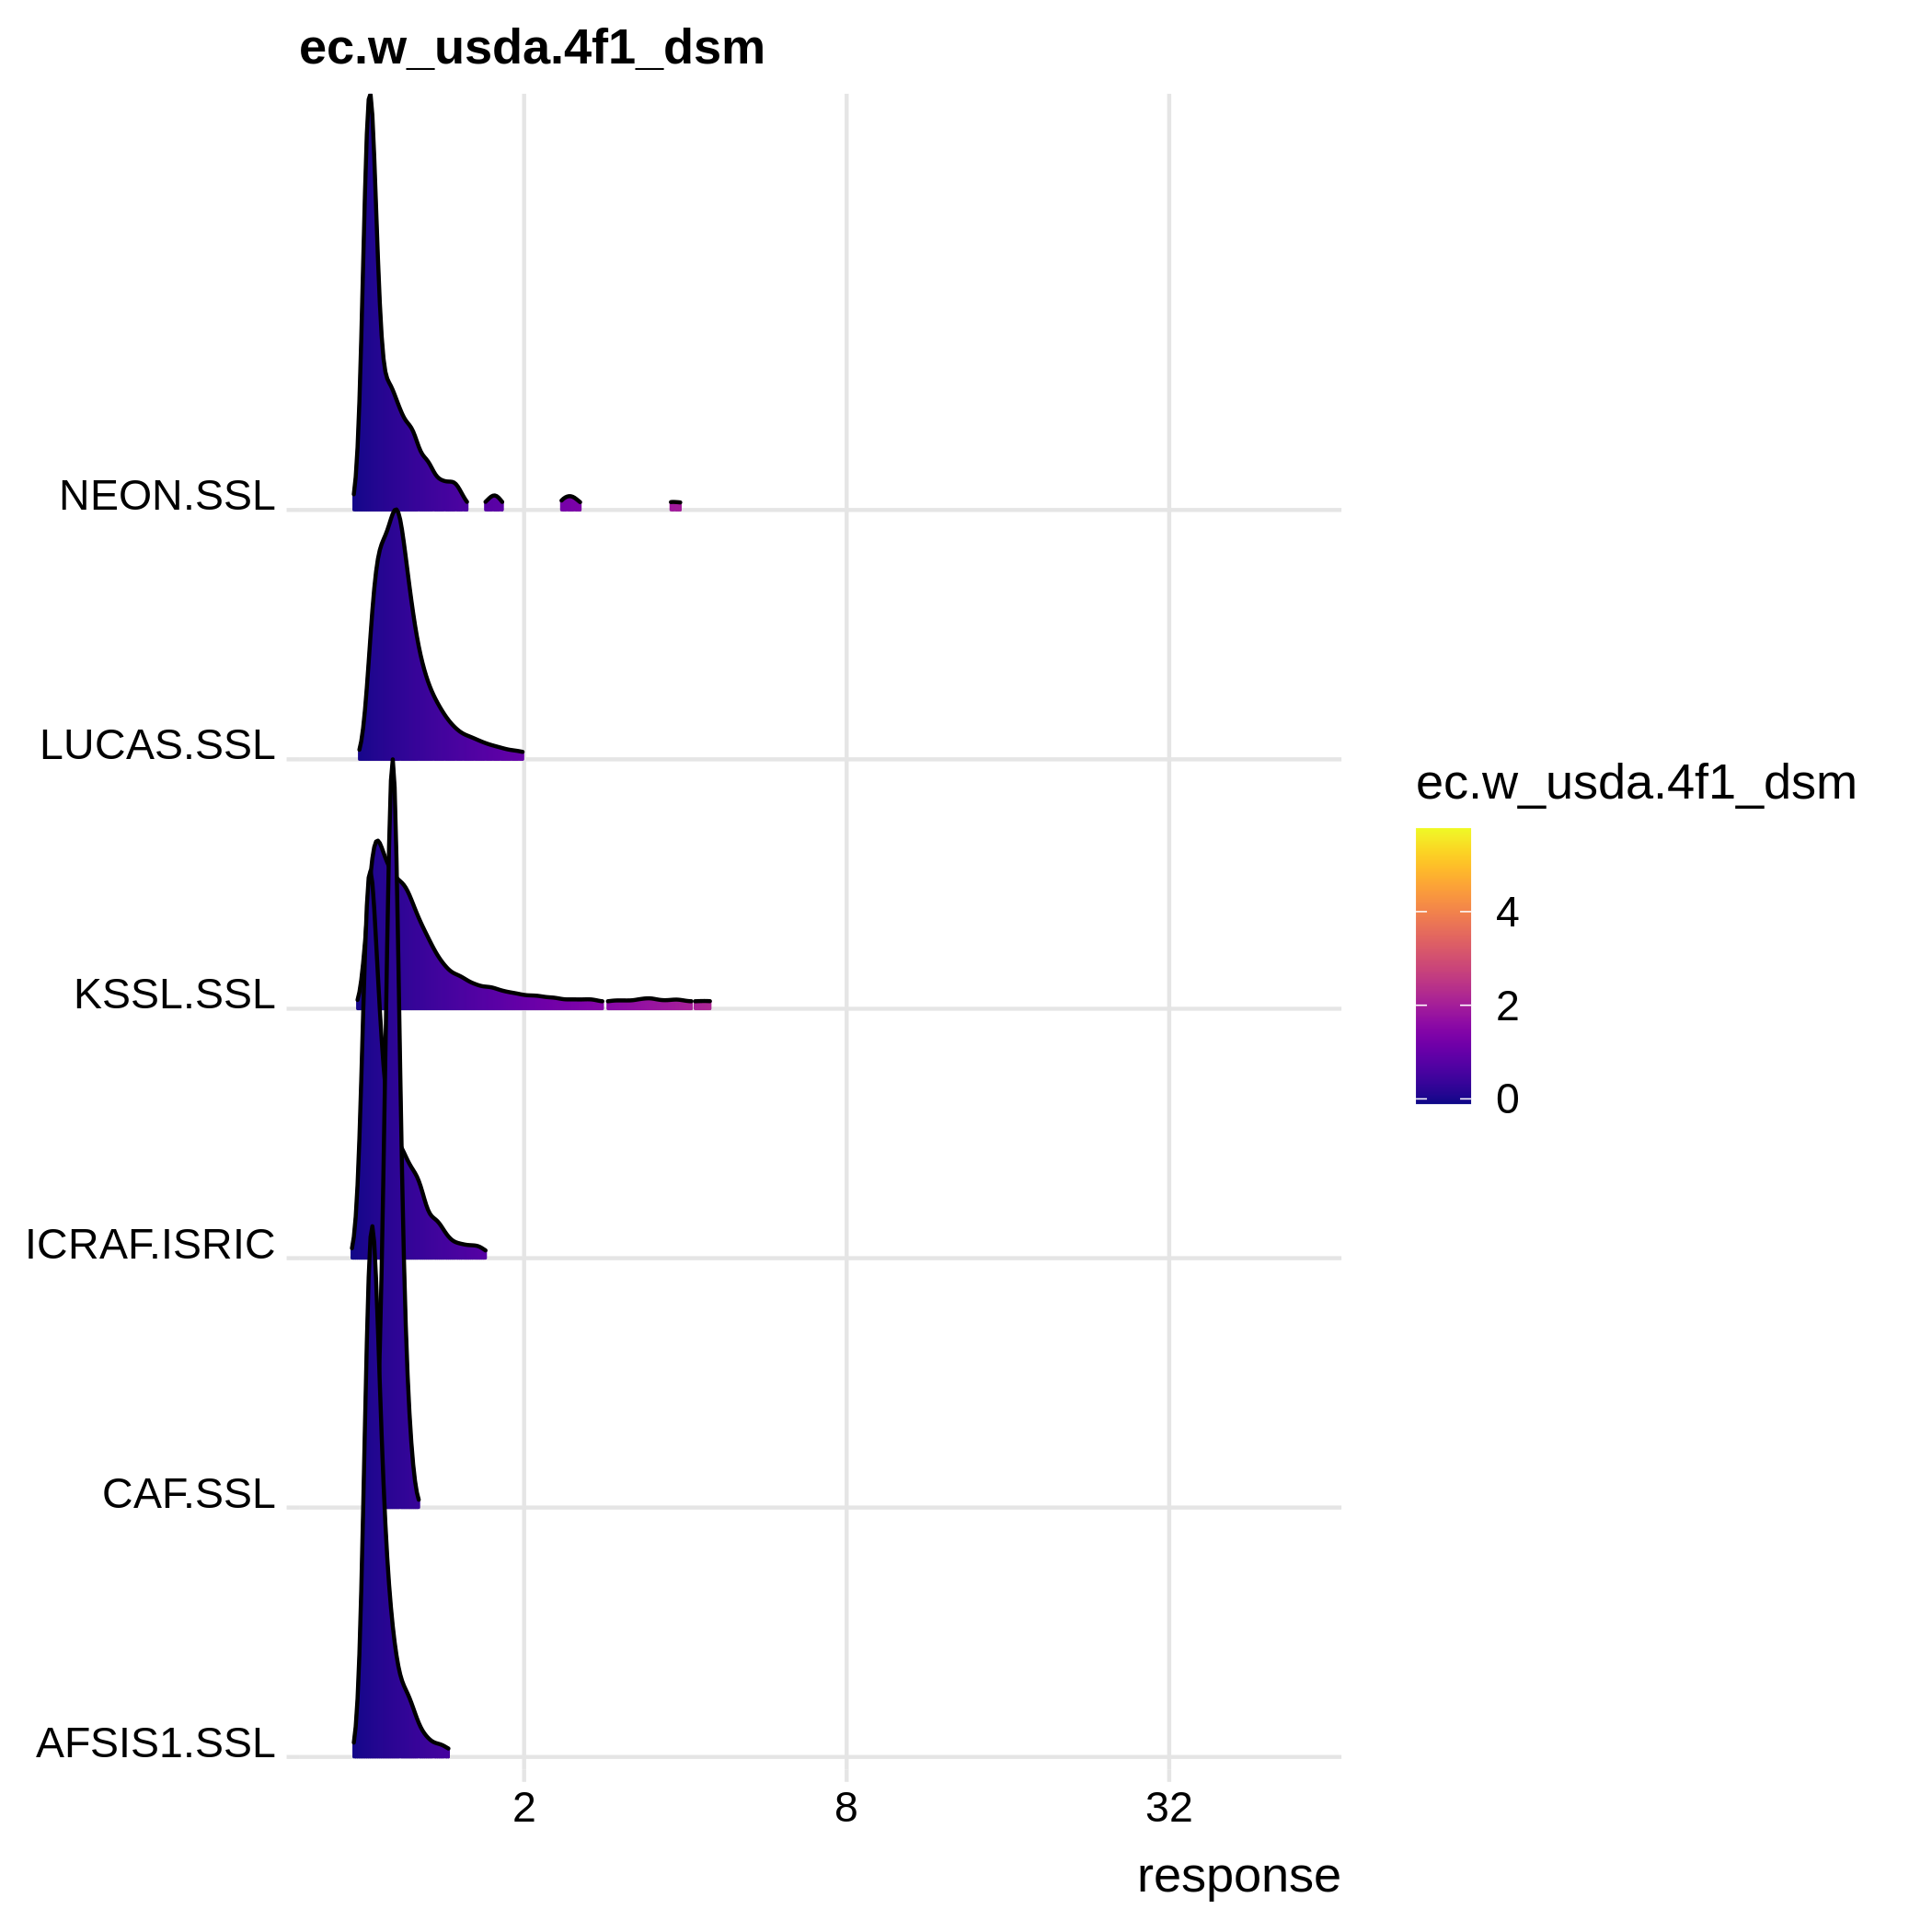 ec.w_usda.4f1_dsm
NEON.SSL
LUCAS.SSL
KSSL.SSL
ICRAF.ISRIC
CAF.SSL
AFSIS1.SSL
2
8
32
response
ec.w_usda.4f1_dsm
4
2
0